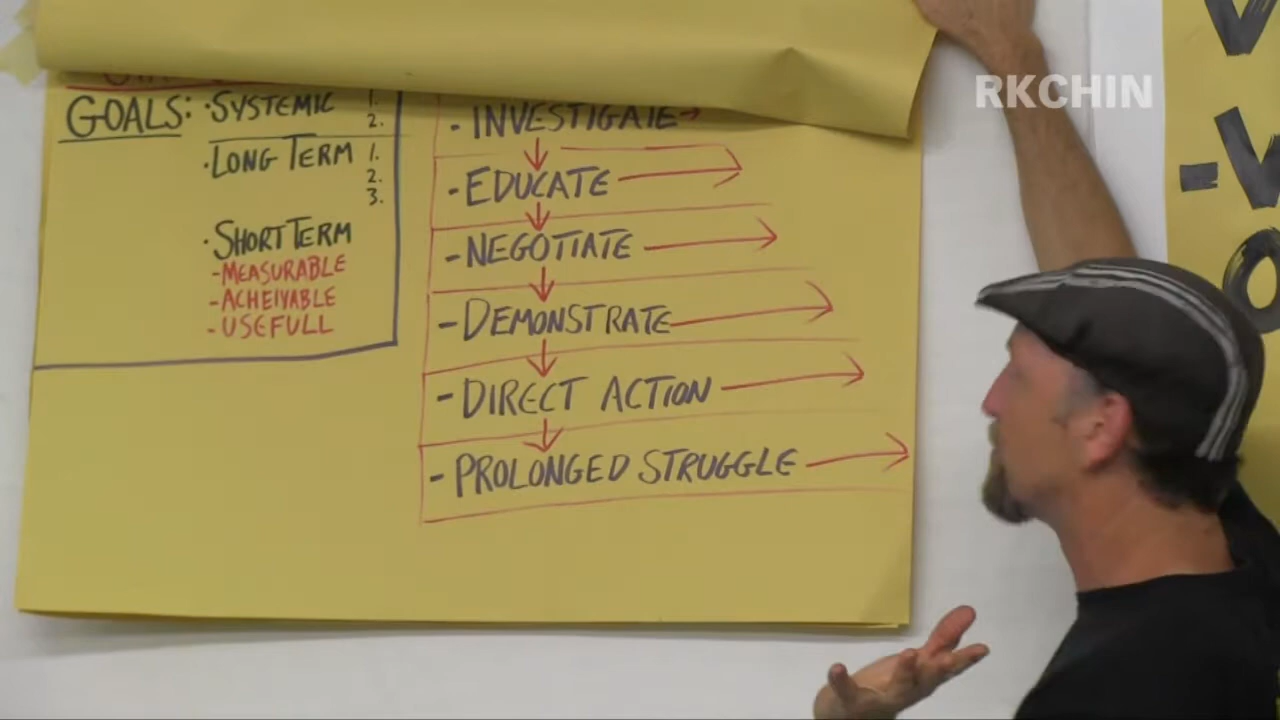 RKCHIN
GOALS: · SYSTEMIC 1.
2.
· LONG TERM 1.
2.
3.
· SHORT TERM
- MEASURABLE
- ACHEIVABLE
- USEFULL
- INVESTIGATE
- EDUCATE
- NEGOTIATE
- DEMONSTRATE
- DIRECT ACTION
- PROLONGED STRUGGLE